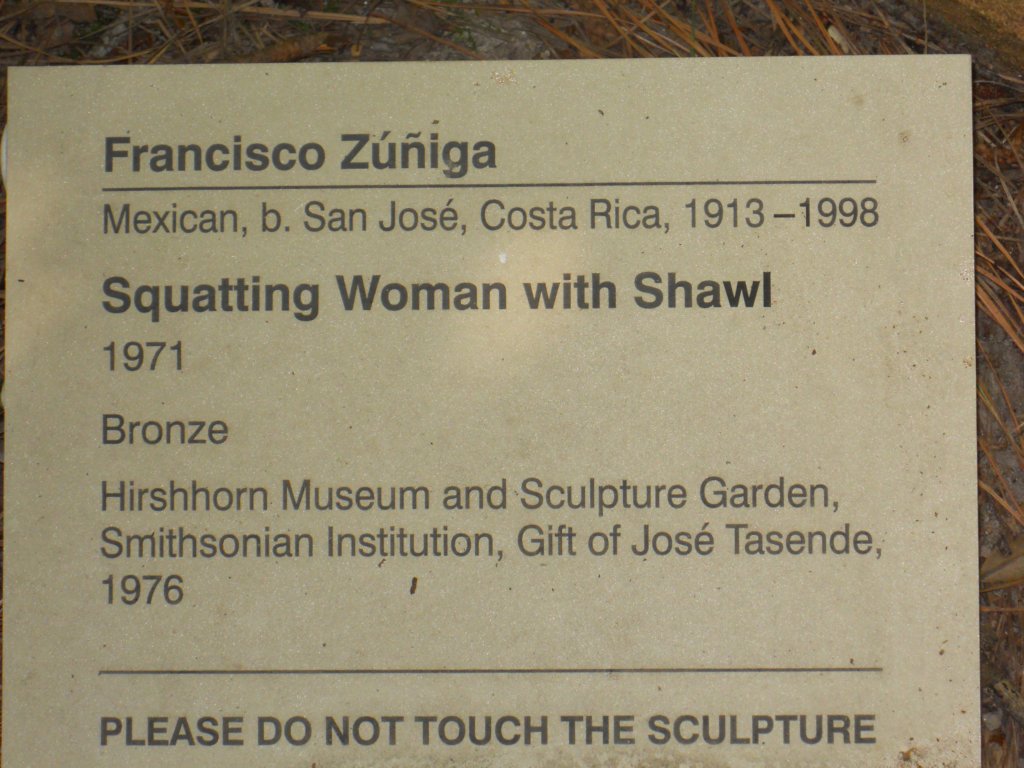 Francisco Zúñiga
Mexican, b. San José, Costa Rica, 1913–1998
Squatting Woman with Shawl
1971
Bronze
Hirshhorn Museum and Sculpture Garden,
Smithsonian Institution, Gift of José Tasende,
1976
PLEASE DO NOT TOUCH THE SCULPTURE